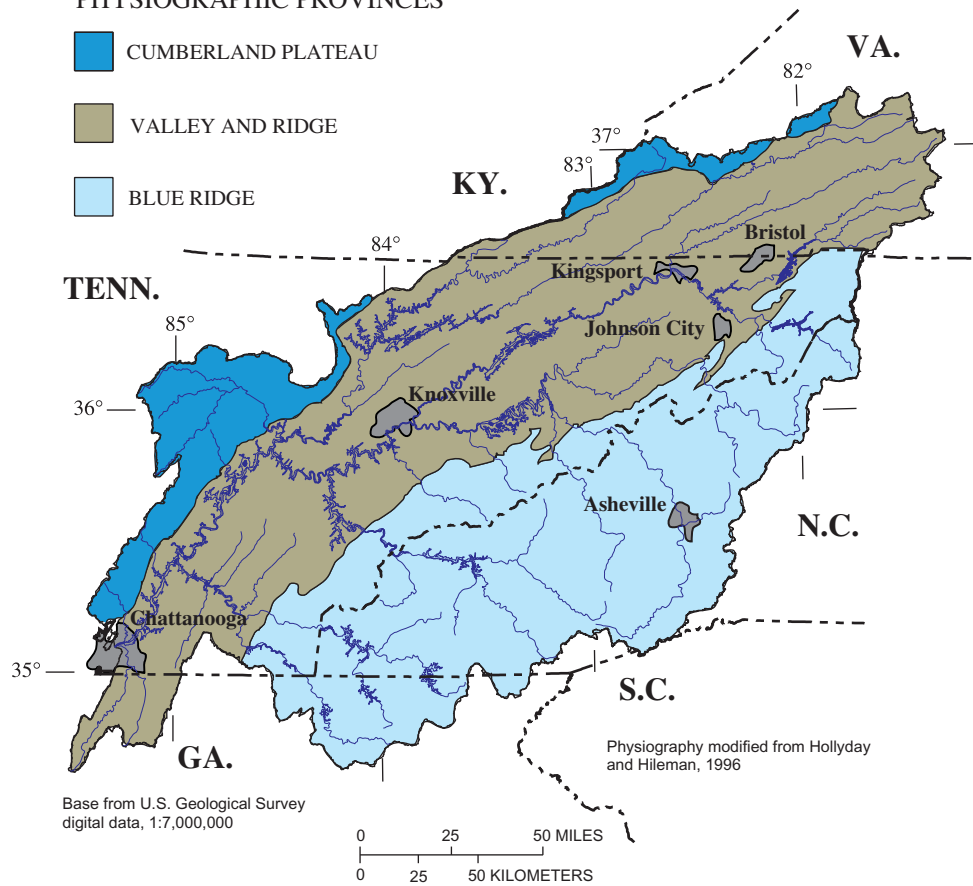 PHYSIOGRAPHIC PROVINCES
CUMBERLAND PLATEAU
VALLEY AND RIDGE
BLUE RIDGE
VA.
82°
37°
83°
KY.
84°
Bristol
Kingsport
TENN.
85°
Johnson City
36°
Knoxville
Asheville
N.C.
Chattanooga
35°
S.C.
GA.
Physiography modified from Hollyday
and Hileman, 1996
Base from U.S. Geological Survey
digital data, 1:7,000,000
0 25 50 MILES
0 25 50 KILOMETERS